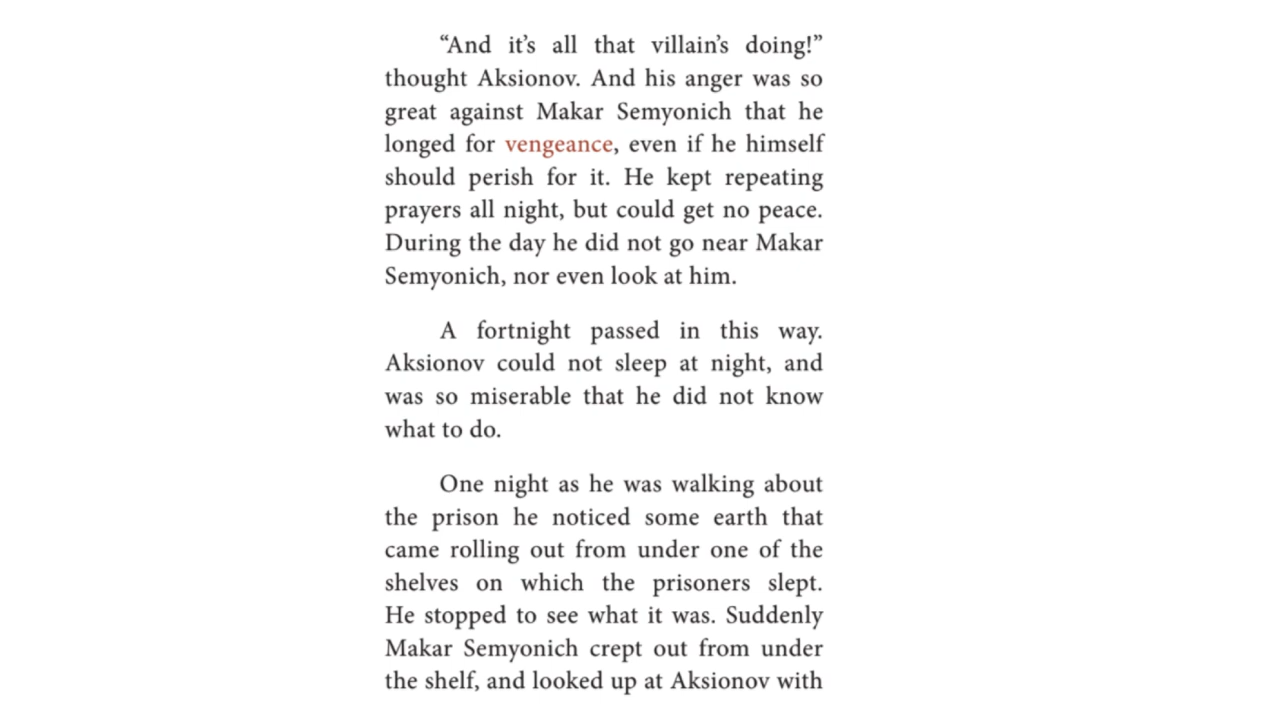 “And it’s all that villain’s doing!”
thought Aksionov. And his anger was so
great against Makar Semyonich that he
longed for vengeance, even if he himself
should perish for it. He kept repeating
prayers all night, but could get no peace.
During the day he did not go near Makar
Semyonich, nor even look at him.
A fortnight passed in this way.
Aksionov could not sleep at night, and
was so miserable that he did not know
what to do.
One night as he was walking about
the prison he noticed some earth that
came rolling out from under one of the
shelves on which the prisoners slept.
He stopped to see what it was. Suddenly
Makar Semyonich crept out from under
the shelf, and looked up at Aksionov with